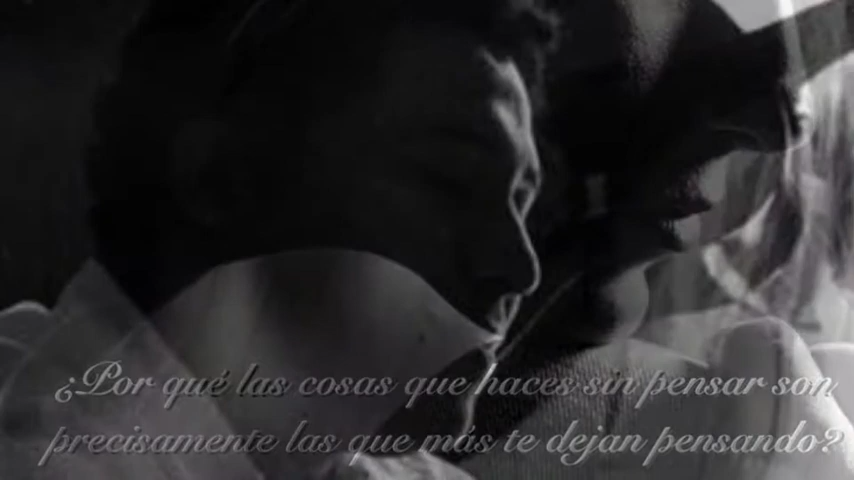 ¿Por qué las cosas que haces sin pensar son
precisamente las que más te dejan pensando?